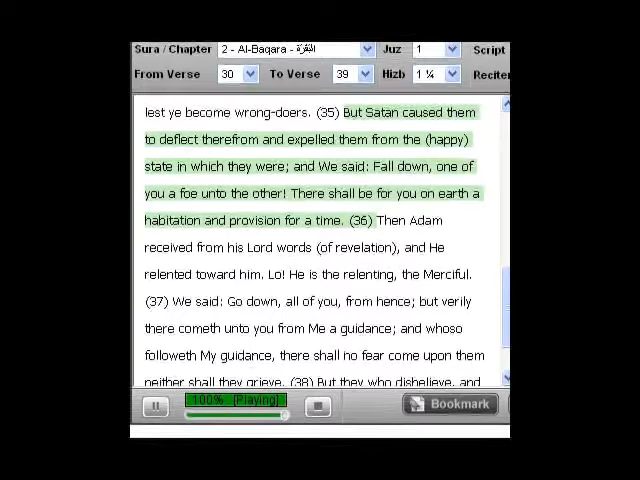 Sura / Chapter 2 - Al-Baqara - البَقَرَة Juz 1 Script
From Verse 30 To Verse 39 Hizb 1 ¼ Reciter
lest ye become wrong-doers. (35) But Satan caused them
to deflect therefrom and expelled them from the (happy)
state in which they were; and We said: Fall down, one of
you a foe unto the other! There shall be for you on earth a
habitation and provision for a time. (36) Then Adam
received from his Lord words (of revelation), and He
relented toward him. Lo! He is the relenting, the Merciful.
(37) We said: Go down, all of you, from hence; but verily
there cometh unto you from Me a guidance; and whoso
followeth My guidance, there shall no fear come upon them
neither shall they grieve. (38) But they who disbelieve, and
100% [Playing]
Bookmark